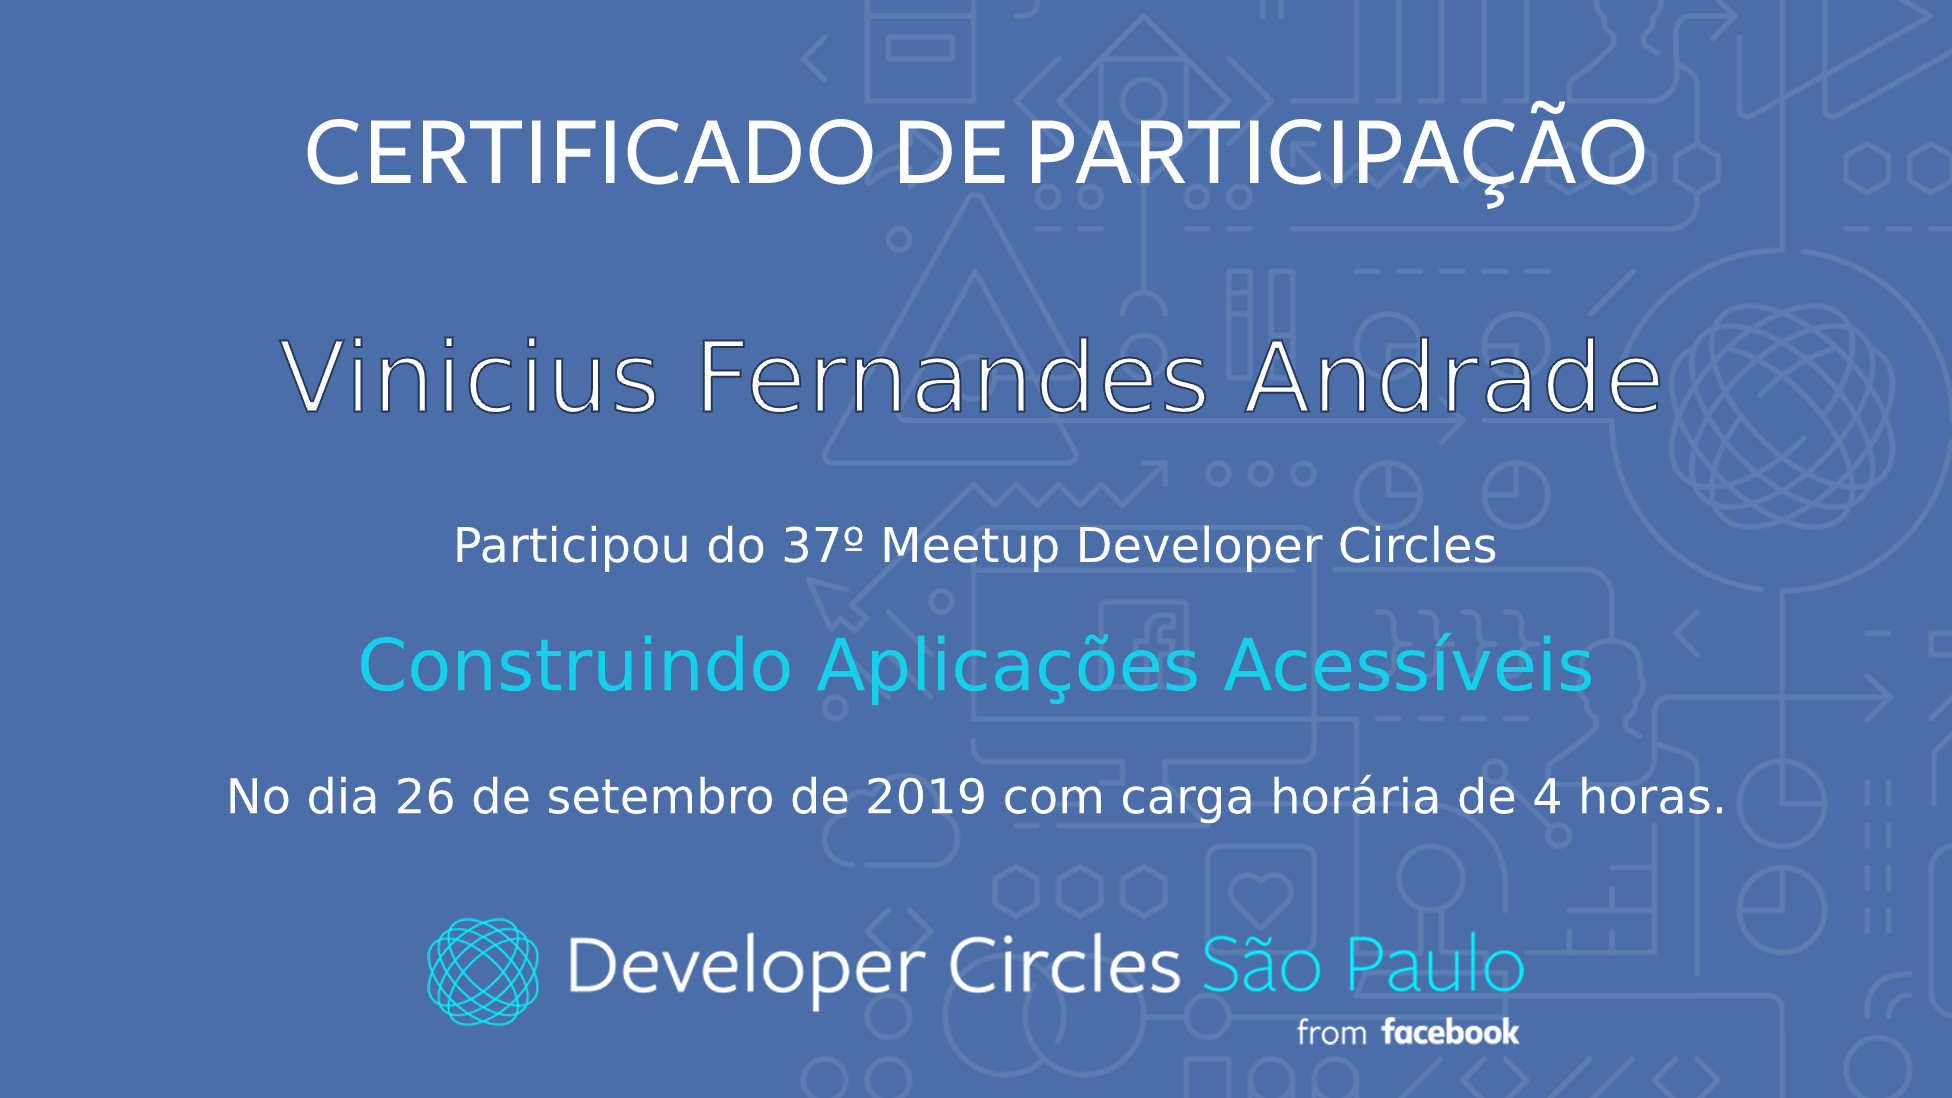 CERTIFICADO DE PARTICIPAÇÃO
Vinicius Fernandes Andrade
Participou do 37º Meetup Developer Circles
Construindo Aplicações Acessíveis
No dia 26 de setembro de 2019 com carga horária de 4 horas.
Developer Circles São Paulo
from facebook